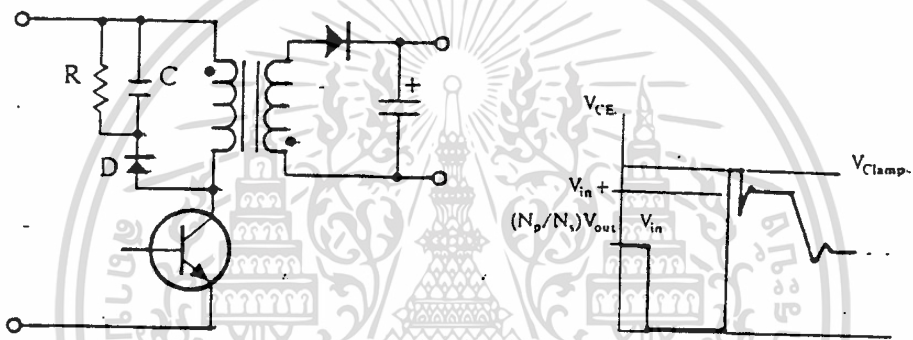 R
C
D
+
V_CE
V_Clamp
V_in +
(N_p/N_s)V_out
V_in